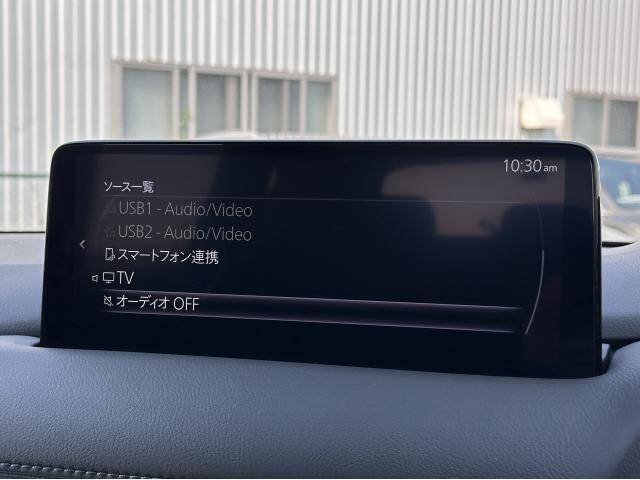 10:30am
ソース一覧
USB1 - Audio/Video
USB2 - Audio/Video
スマートフォン連携
TV
オーディオ OFF